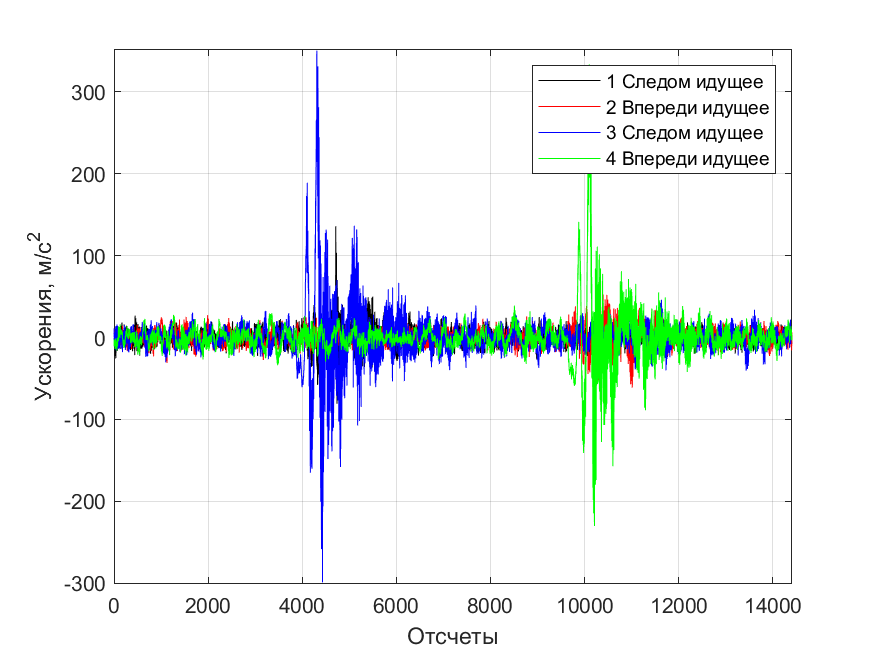 1 Следом идущее
2 Впереди идущее
3 Следом идущее
4 Впереди идущее
Ускорения, м/с²
300
200
100
0
-100
-200
-300
0 2000 4000 6000 8000 10000 12000 14000
Отсчеты